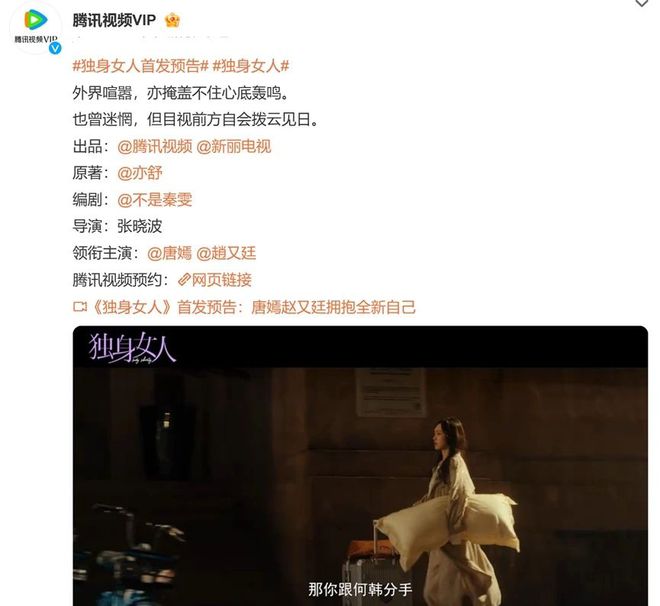 腾讯视频VIP
腾讯视频VIP
#独身女人首发预告# #独身女人#
外界喧嚣，亦掩盖不住心底轰鸣。
也曾迷惘，但目视前方自会拨云见日。
出品：@腾讯视频 @新丽电视
原著：@亦舒
编剧：@不是秦雯
导演：张晓波
领衔主演：@唐嫣 @趙又廷
腾讯视频预约：网页链接
《独身女人》首发预告：唐嫣赵又廷拥抱全新自己
独身女人
那你跟何韩分手